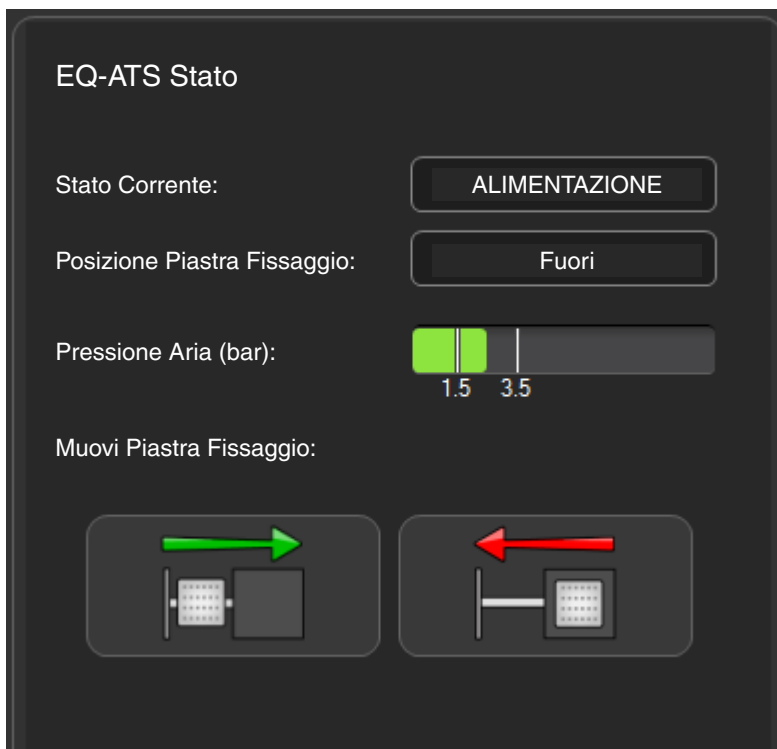 EQ-ATS Stato
Stato Corrente: ALIMENTAZIONE
Posizione Piastra Fissaggio: Fuori
Pressione Aria (bar):
1.5 3.5
Muovi Piastra Fissaggio: